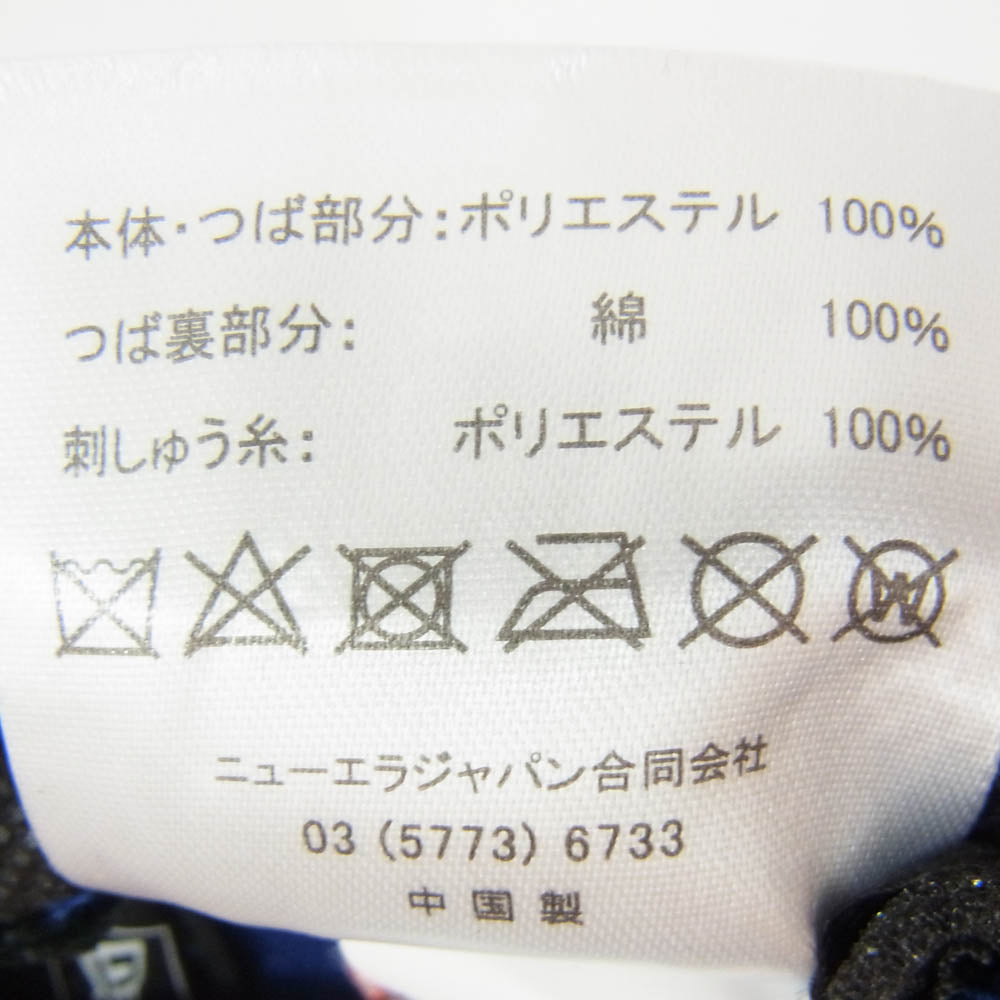 本体・つば部分：ポリエステル 100%
つば裏部分： 綿 100%
刺しゅう糸： ポリエステル 100%
ニューエラジャパン合同会社
03 (5773) 6733
中国製